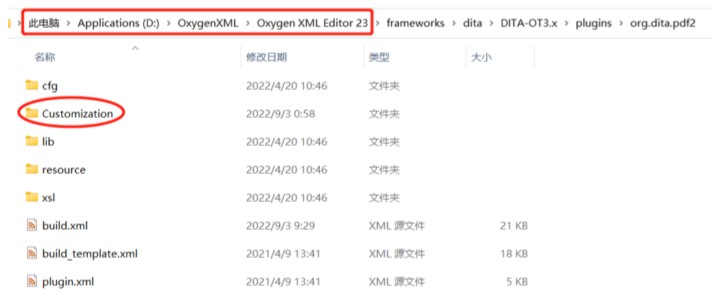 此电脑 › Applications (D:) › OxygenXML › Oxygen XML Editor 23 › frameworks › dita › DITA-OT3.x › plugins › org.dita.pdf2
名称 修改日期 类型 大小
cfg 2022/4/20 10:46 文件夹
Customization 2022/9/3 0:58 文件夹
lib 2022/4/20 10:46 文件夹
resource 2022/4/20 10:46 文件夹
xsl 2022/4/20 10:46 文件夹
build.xml 2022/9/3 9:29 XML 源文件 21 KB
build_template.xml 2021/4/9 13:41 XML 源文件 18 KB
plugin.xml 2021/4/9 13:41 XML 源文件 5 KB